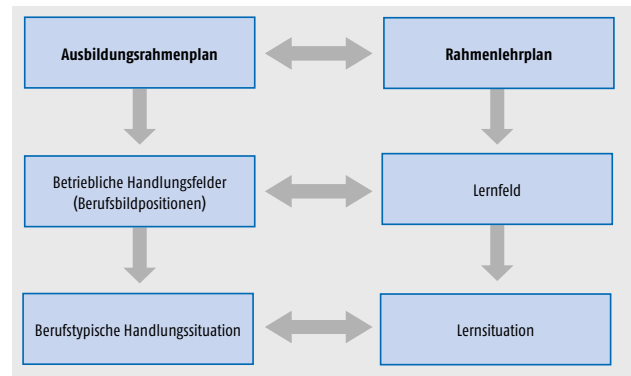 Ausbildungsrahmenplan
Rahmenlehrplan
Betriebliche Handlungsfelder
(Berufsbildpositionen)
Lernfeld
Berufstypische Handlungssituation
Lernsituation